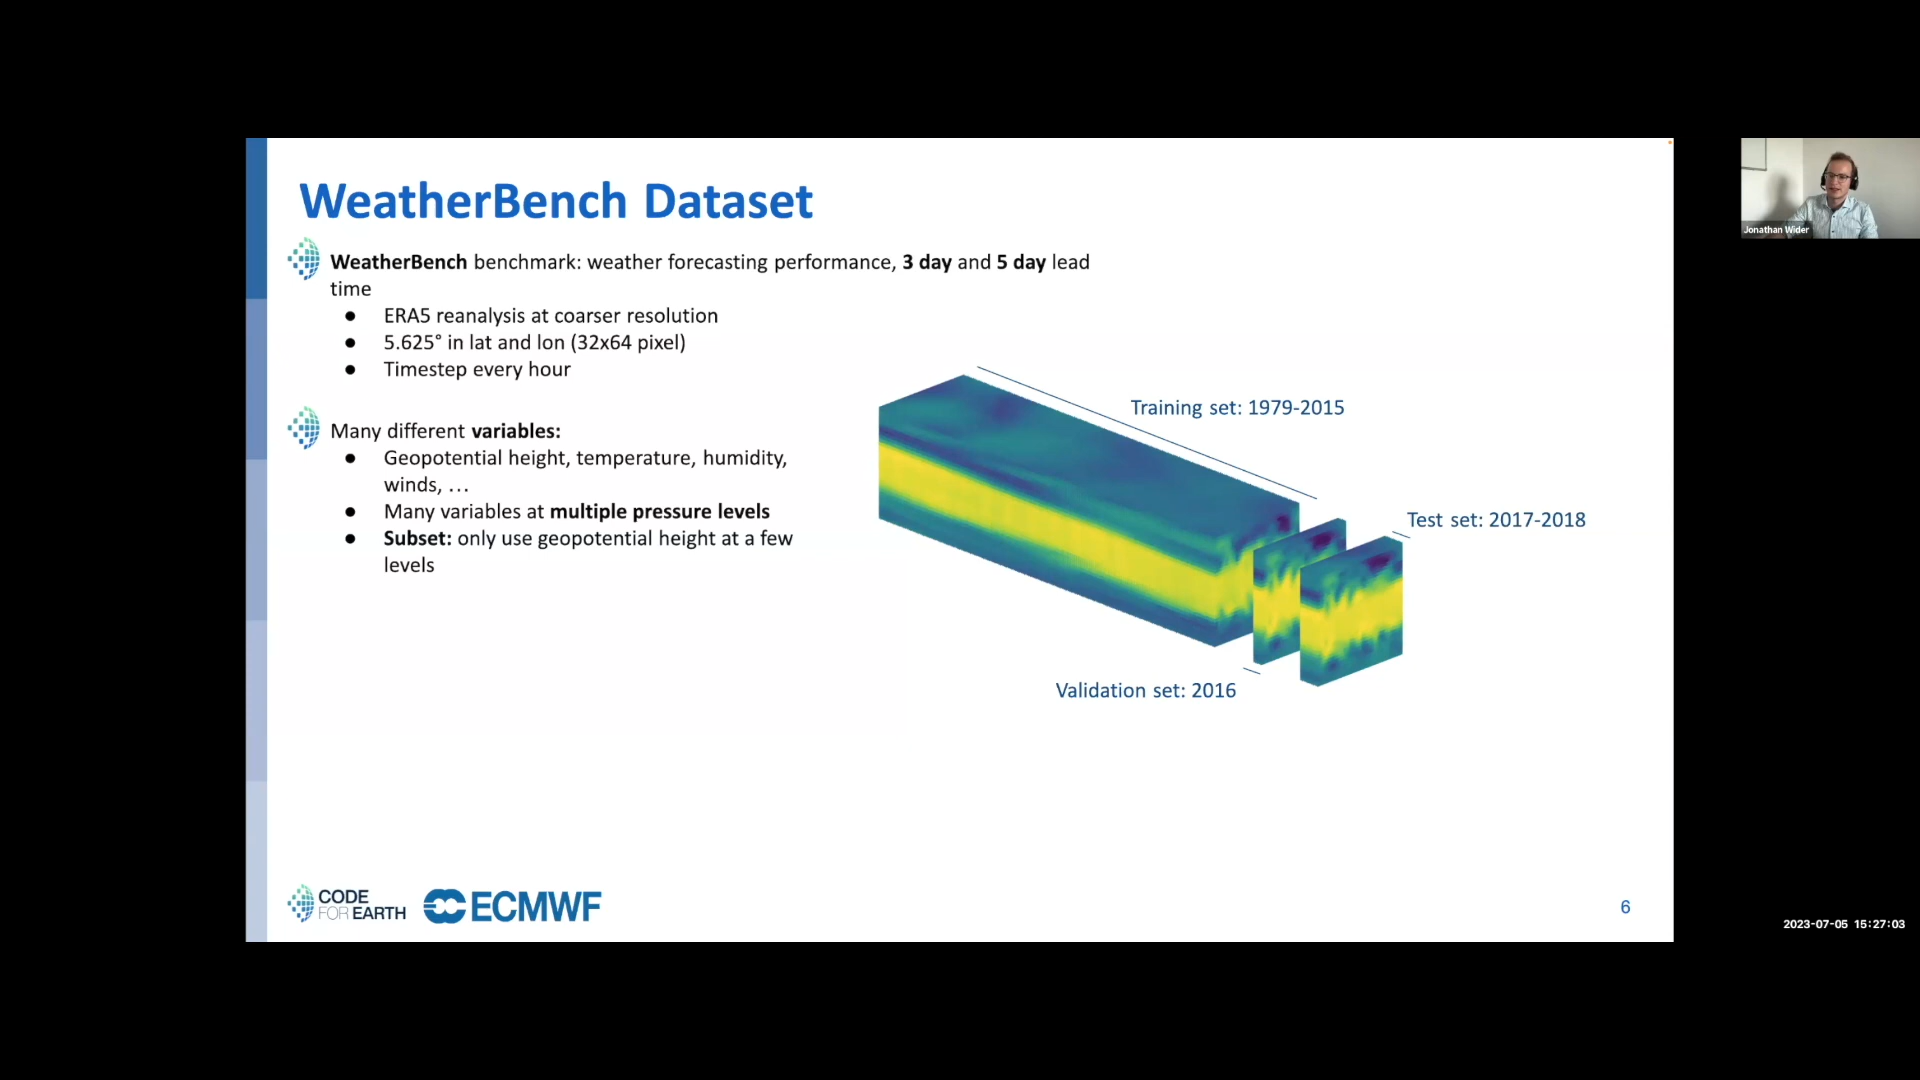 WeatherBench Dataset
WeatherBench benchmark: weather forecasting performance, 3 day and 5 day lead
time
● ERA5 reanalysis at coarser resolution
● 5.625° in lat and lon (32x64 pixel)
● Timestep every hour
Many different variables:
● Geopotential height, temperature, humidity,
winds, …
● Many variables at multiple pressure levels
● Subset: only use geopotential height at a few
levels
Training set: 1979-2015
Test set: 2017-2018
Validation set: 2016
CODE
FOR EARTH
ECMWF
6
Jonathan Wider
2023-07-05 15:27:03